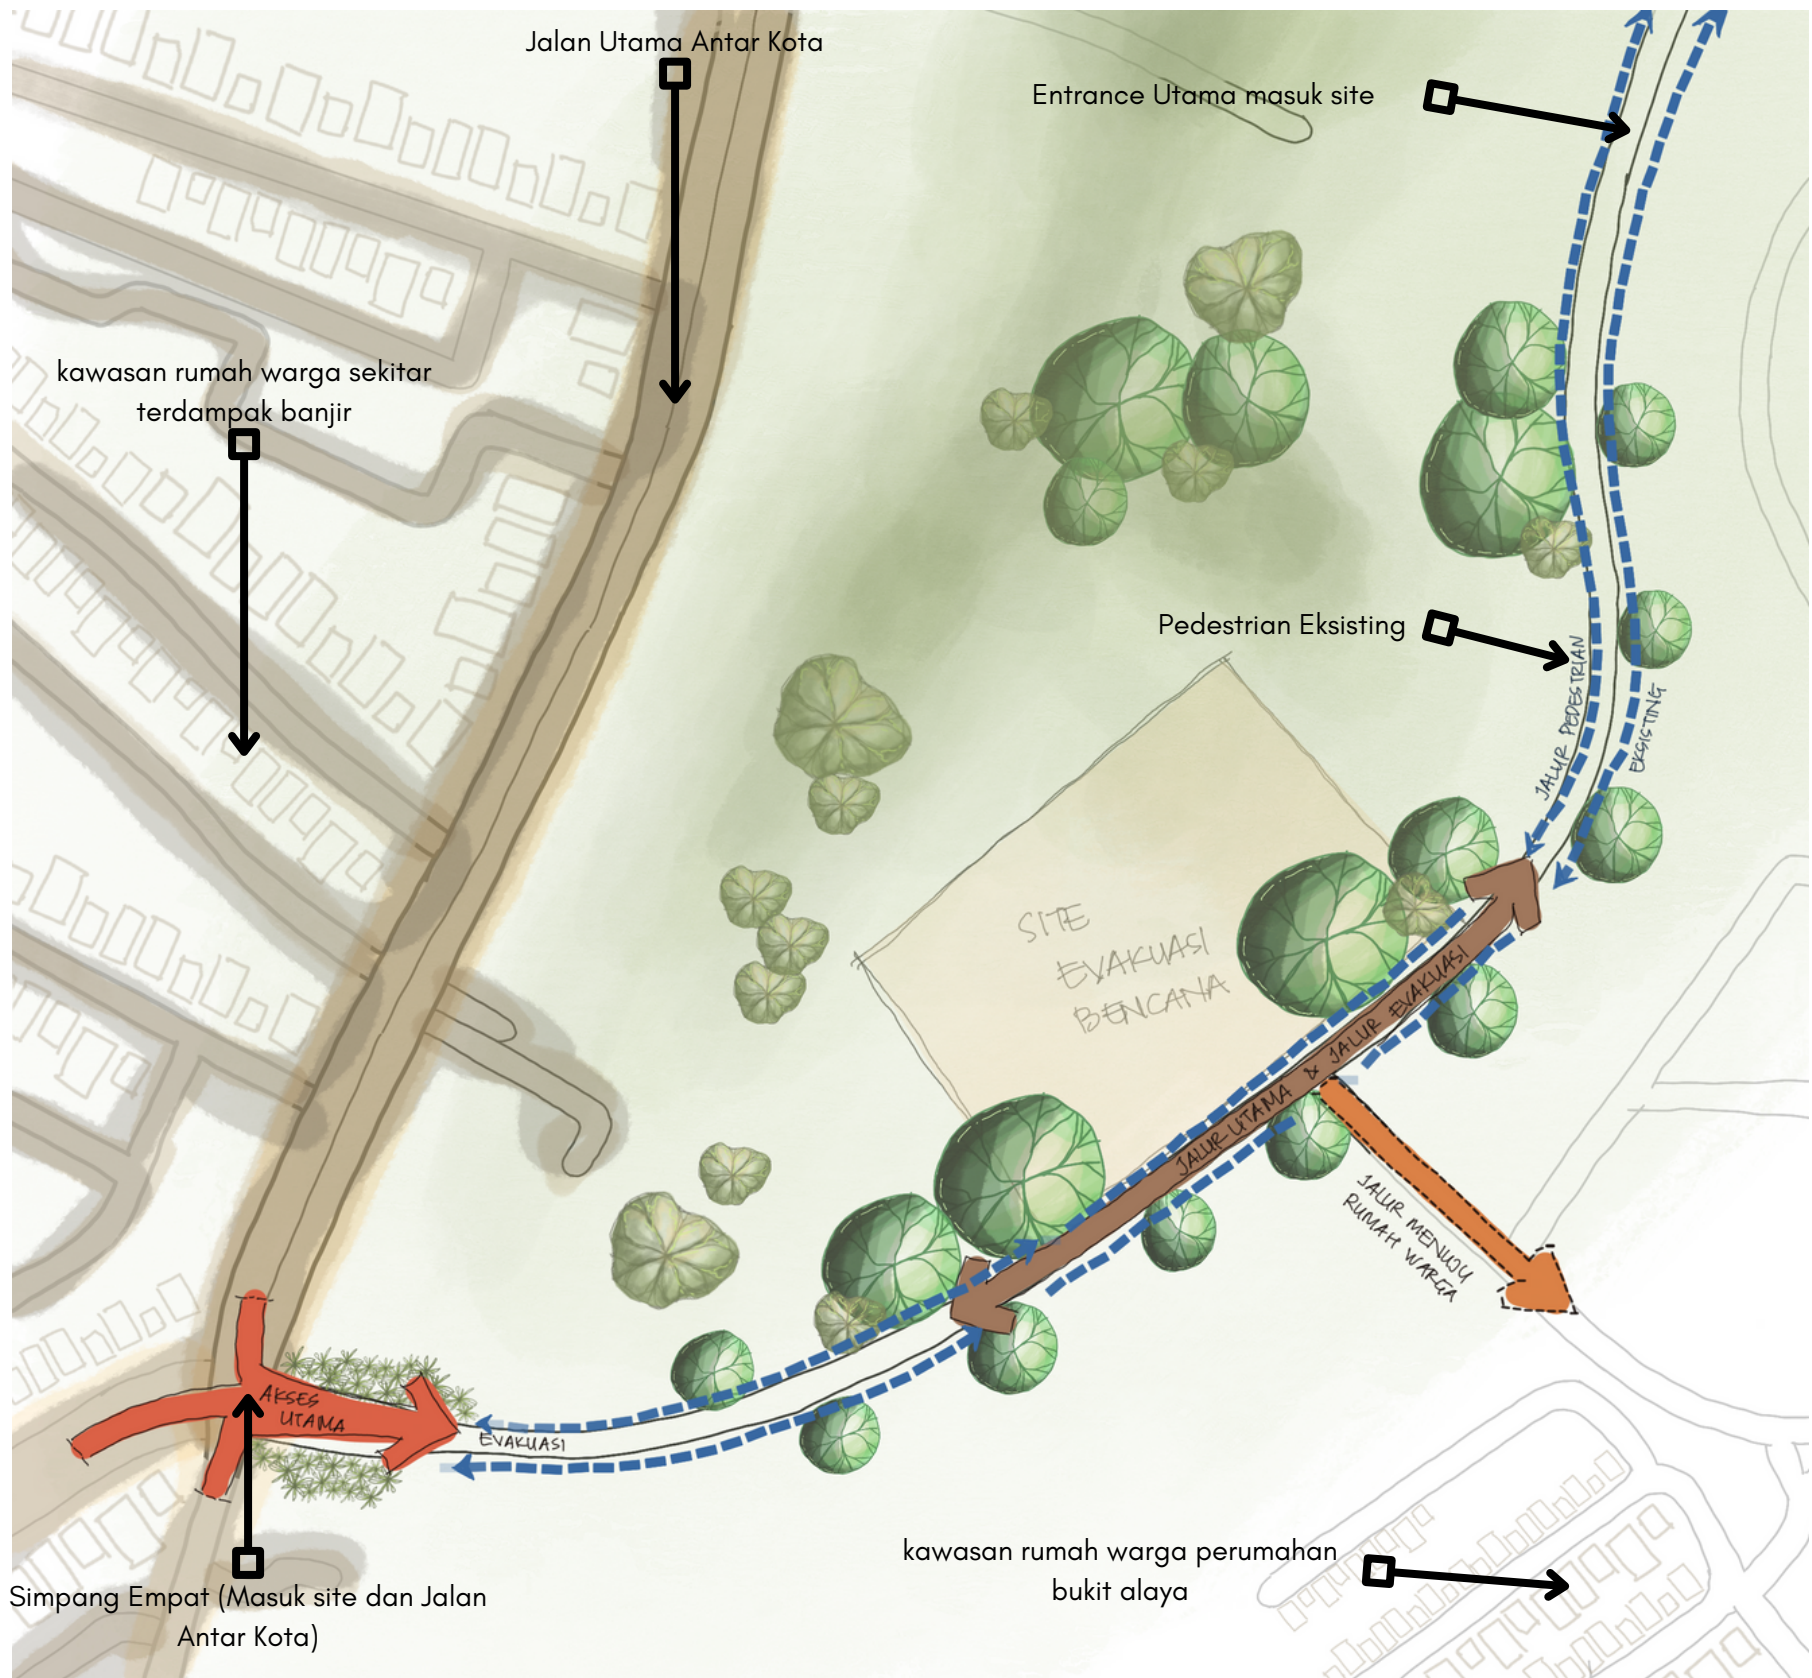 Jalan Utama Antar Kota
Entrance Utama masuk site
kawasan rumah warga sekitar
terdampak banjir
Pedestrian Eksisting
JALUR PEDESTRIAN
EKSISTING
SITE
EVAKUASI
BENCANA
JALUR UTAMA & JALUR EVAKUASI
JALUR MENUJU
RUMAH WARGA
AKSES
UTAMA
EVAKUASI
kawasan rumah warga perumahan
bukit alaya
Simpang Empat (Masuk site dan Jalan
Antar Kota)